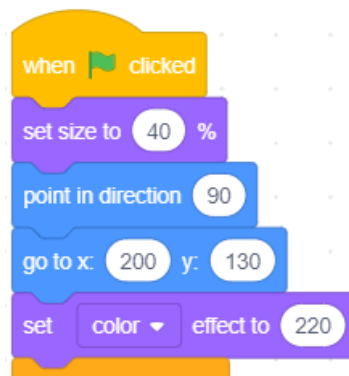 when clicked
set size to 40 %
point in direction 90
go to x: 200 y: 130
set color effect to 220